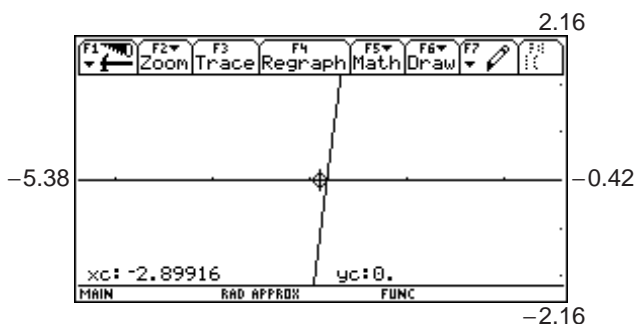 2.16
F1 F2 F3 F4 F5 F6 F7
Zoom Trace Regraph Math Draw
−5.38 −0.42
xc:-2.89916 yc:0.
MAIN RAD APPROX FUNC
−2.16